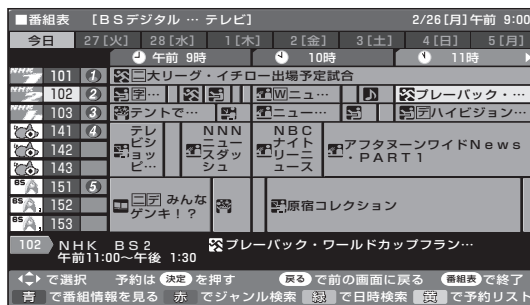 ■番組表 [BSデジタル … テレビ] 2/26[月]午前 9:00
今日 27[火] 28[水] 1[木] 2[金] 3[土] 4[日] 5[月]
午前 9時 10時 11時
NHK 101 1 二大リーグ・イチロー出場予定試合
NHK 102 2 字… Wニュ… プレーバック・…
NHK 103 3 テントで… ニュー… デハイビジョン…
141 4 テレビショッピ… NNNニュースダッシュ NBCナイトリーニュース アフタヌーンワイドNews・PART1
142
143
BS 151 5 二デ みんなゲンキ!? 原宿コレクション
BS 152
BS 153
102 NHK BS2 プレーバック・ワールドカップフラン…
午前11:00~午後 1:30
で選択 予約は 決定 を押す 戻る で前の画面に戻る 番組表 で終了
青 で番組情報を見る 赤 でジャンル検索 緑 で日時検索 黄 で予約リスト